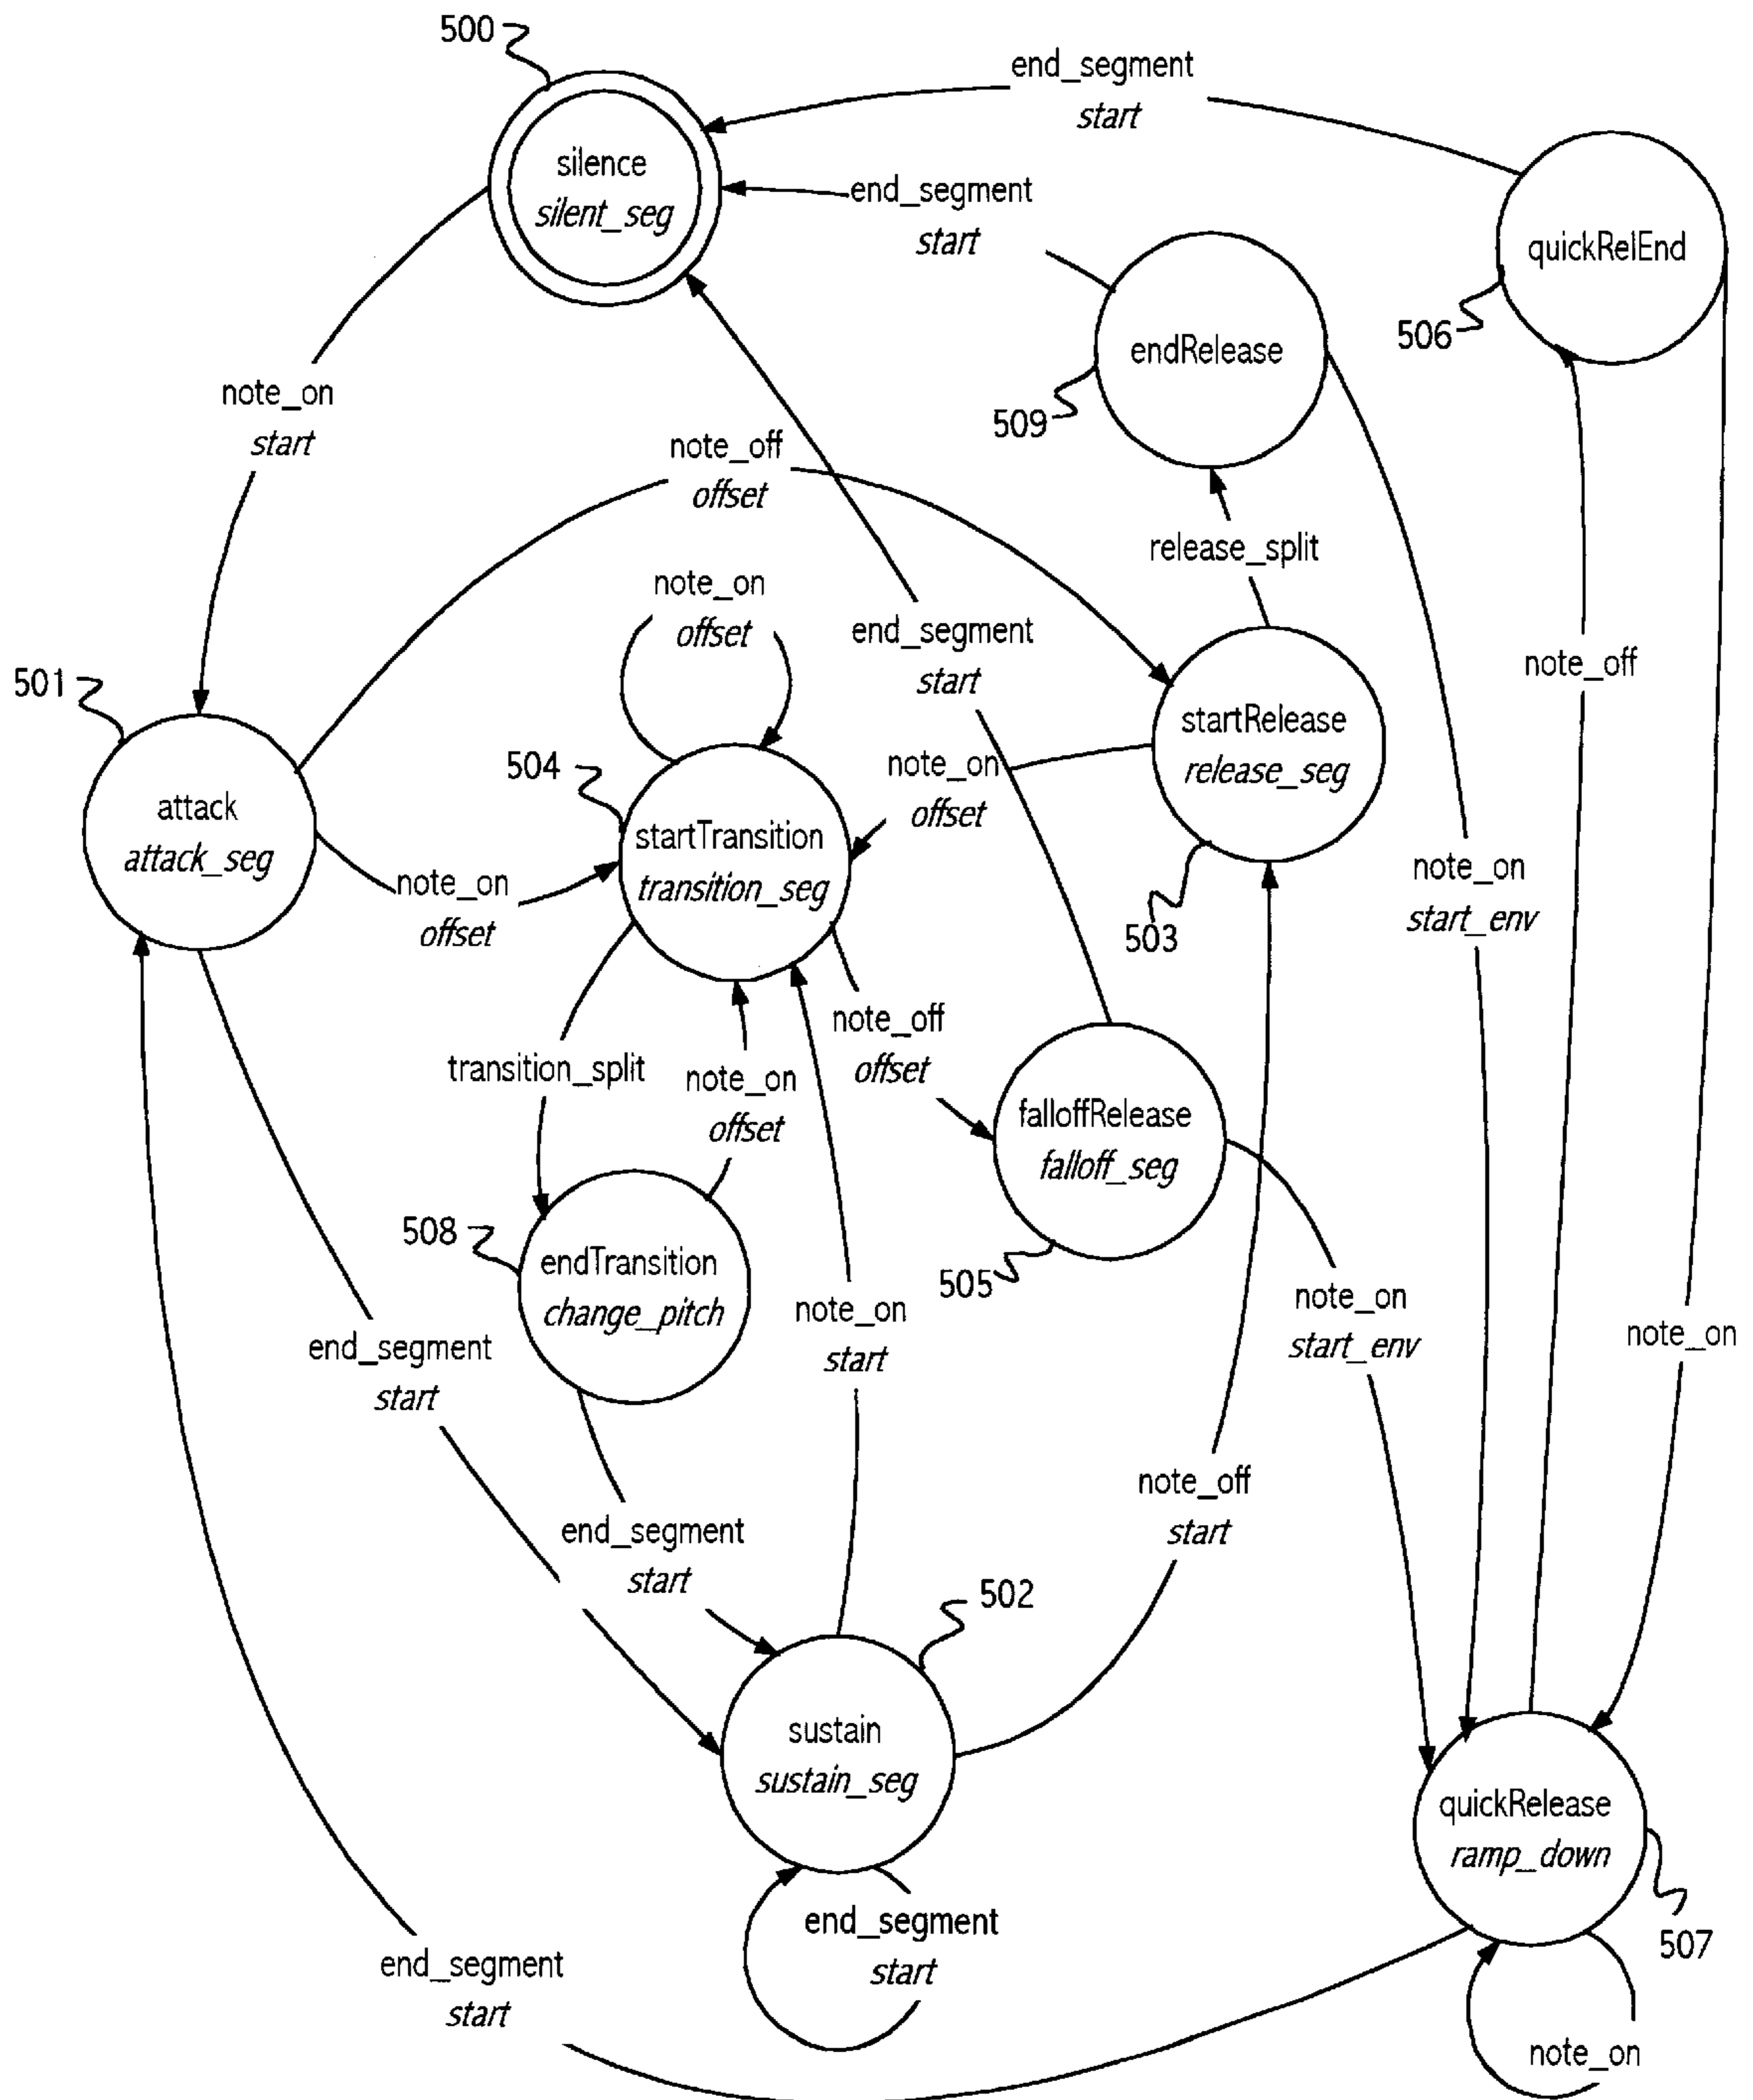 500
end_segment
start
silence
silent_seg
end_segment
start
quickRelEnd
506
endRelease
509
note_on
start
note_off
offset
release_split
note_on
offset
end_segment
start
note_off
501
startRelease
release_seg
504
note_on
offset
attack
attack_seg
startTransition
transition_seg
note_on
offset
note_on
start_env
503
note_off
offset
transition_split
note_on
offset
falloffRelease
falloff_seg
508
endTransition
change_pitch
505
note_on
start
note_on
start_env
note_on
end_segment
start
note_off
start
end_segment
start
502
sustain
sustain_seg
quickRelease
ramp_down
end_segment
start
507
end_segment
start
note_on